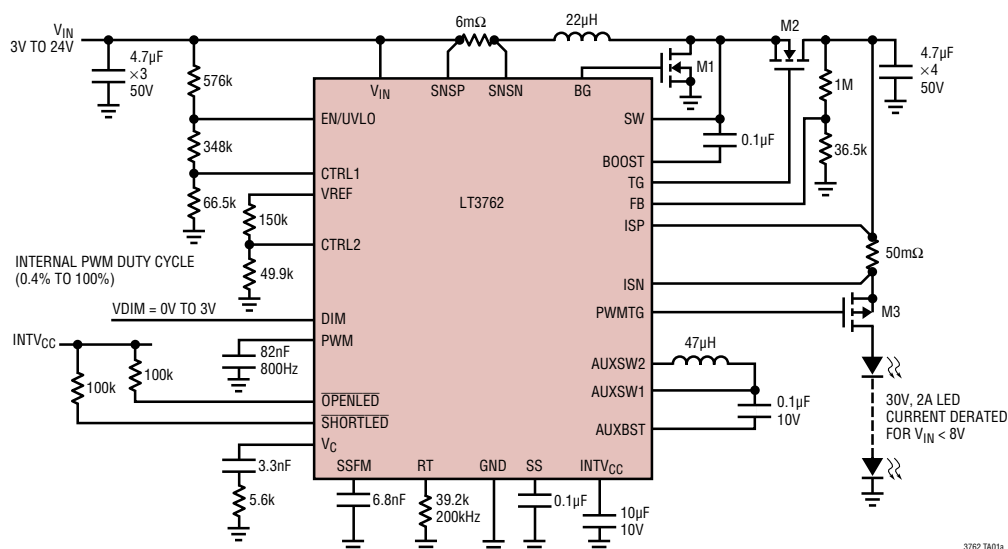 VIN
3V TO 24V
4.7µF
×3
50V
576k
348k
66.5k
6mΩ
22µH
M1
M2
1M
36.5k
4.7µF
×4
50V
VIN
SNSP
SNSN
BG
EN/UVLO
CTRL1
VREF
150k
CTRL2
49.9k
LT3762
SW
BOOST
0.1µF
TG
FB
ISP
50mΩ
ISN
PWMTG
M3
INTERNAL PWM DUTY CYCLE
(0.4% TO 100%)
VDIM = 0V TO 3V
DIM
PWM
82nF
800Hz
INTVCC
100k
100k
OPENLED
SHORTLED
VC
3.3nF
5.6k
AUXSW2
47µH
AUXSW1
AUXBST
0.1µF
10V
30V, 2A LED
CURRENT DERATED
FOR VIN < 8V
SSFM
RT
GND
SS
INTVCC
6.8nF
39.2k
200kHz
0.1µF
10µF
10V
3762 TA01a